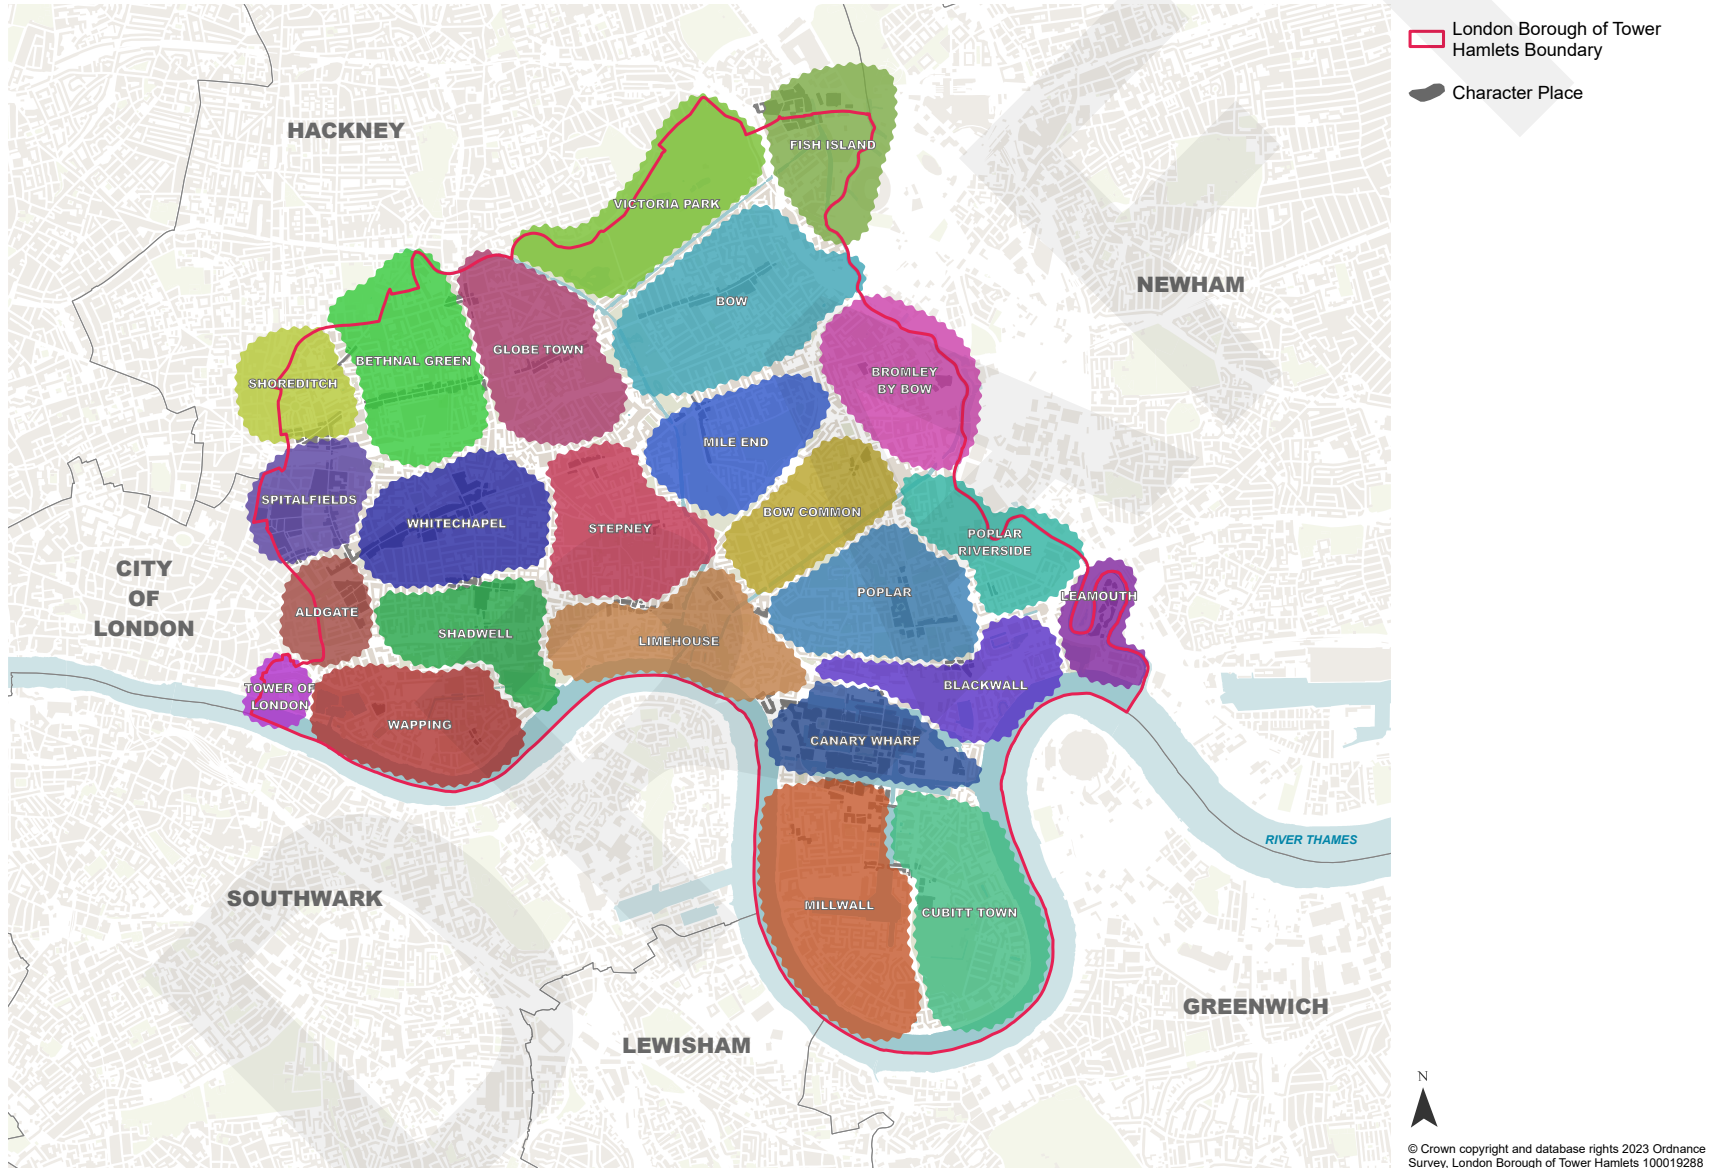 London Borough of Tower
Hamlets Boundary
Character Place
HACKNEY
FISH ISLAND
VICTORIA PARK
NEWHAM
BOW
GLOBE TOWN
BETHNAL GREEN
BROMLEY
BY BOW
SHOREDITCH
MILE END
SPITALFIELDS
BOW COMMON
WHITECHAPEL
STEPNEY
POPLAR
RIVERSIDE
CITY
OF
LONDON
POPLAR
LEAMOUTH
ALDGATE
SHADWELL
LIMEHOUSE
TOWER OF
LONDON
BLACKWALL
WAPPING
CANARY WHARF
RIVER THAMES
SOUTHWARK
MILLWALL
CUBITT TOWN
GREENWICH
LEWISHAM
N
© Crown copyright and database rights 2023 Ordnance
Survey, London Borough of Tower Hamlets 100019288